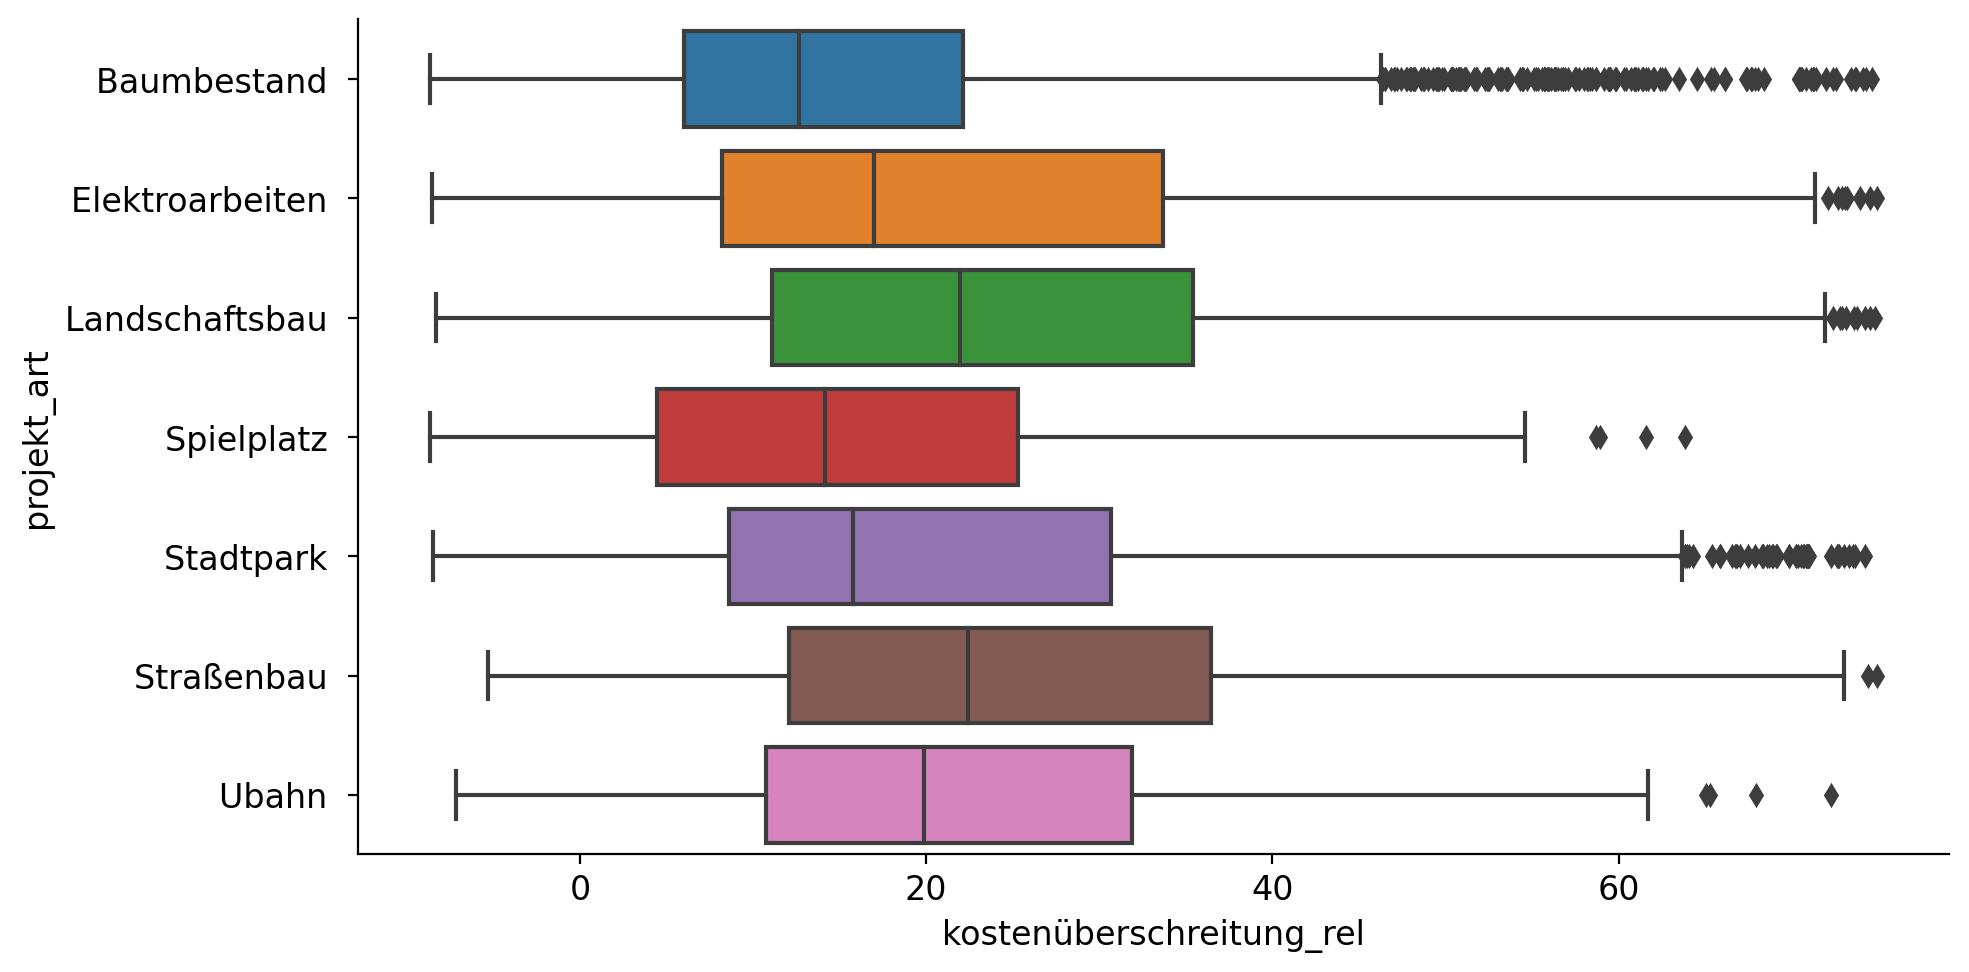 projekt_art
Baumbestand
Elektroarbeiten
Landschaftsbau
Spielplatz
Stadtpark
Straßenbau
Ubahn
0 20 40 60
kostenüberschreitung_rel